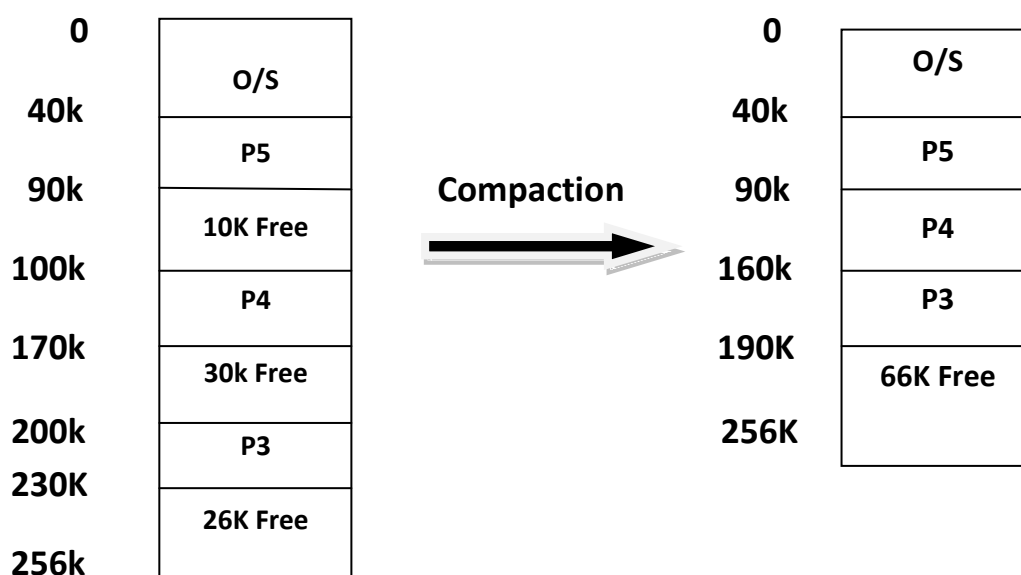 0
O/S
40k
P5
90k
10K Free
100k
P4
170k
30k Free
200k
P3
230K
26K Free
256k
Compaction
0
O/S
40k
P5
90k
P4
160k
P3
190K
66K Free
256K